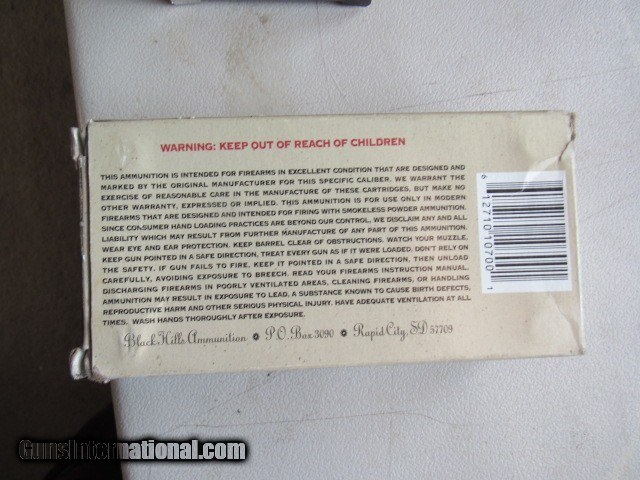 WARNING: KEEP OUT OF REACH OF CHILDREN
THIS AMMUNITION IS INTENDED FOR FIREARMS IN EXCELLENT CONDITION THAT ARE DESIGNED AND
MARKED BY THE ORIGINAL MANUFACTURER FOR THIS SPECIFIC CALIBER. WE WARRANT THE
EXERCISE OF REASONABLE CARE IN THE MANUFACTURE OF THESE CARTRIDGES. BUT MAKE NO
OTHER WARRANTY, EXPRESSED OR IMPLIED. THIS AMMUNITION IS FOR USE ONLY IN MODERN
FIREARMS THAT ARE DESIGNED AND INTENDED FOR FIRING WITH SMOKELESS POWDER AMMUNITION.
SINCE CONSUMER HAND LOADING PRACTICES ARE BEYOND OUR CONTROL, WE DISCLAIM ANY AND ALL
LIABILITY WHICH MAY RESULT FROM FURTHER MANUFACTURE OF ANY PART OF THIS AMMUNITION.
WEAR EYE AND EAR PROTECTION. KEEP BARREL CLEAR OF OBSTRUCTIONS. WATCH YOUR MUZZLE,
KEEP GUN POINTED IN A SAFE DIRECTION, TREAT EVERY GUN AS IF IT WERE LOADED. DON'T RELY ON
THE SAFETY. IF GUN FAILS TO FIRE, KEEP IT POINTED IN A SAFE DIRECTION. THEN UNLOAD
CAREFULLY, AVOIDING EXPOSURE TO BREECH. READ YOUR FIREARMS INSTRUCTION MANUAL.
DISCHARGING FIREARMS IN POORLY VENTILATED AREAS, CLEANING FIREARMS, OR HANDLING
AMMUNITION MAY RESULT IN EXPOSURE TO LEAD, A SUBSTANCE KNOWN TO CAUSE BIRTH DEFECTS,
REPRODUCTIVE HARM AND OTHER SERIOUS PHYSICAL INJURY. HAVE ADEQUATE VENTILATION AT ALL
TIMES. WASH HANDS THOROUGHLY AFTER EXPOSURE.
Black Hills Ammunition • P.O. Box 3090 • Rapid City, SD 57709
6 12710 10700 1
GunsInternational.com